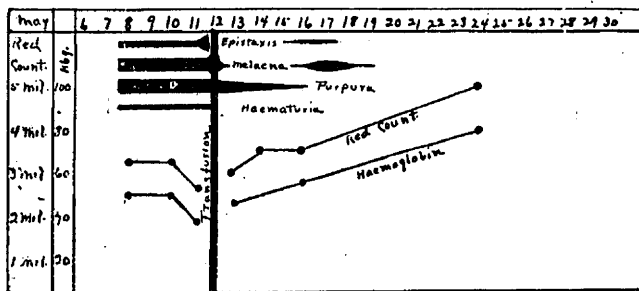 May 6 7 8 9 10 11 12 13 14 15 16 17 18 19 20 21 22 23 24 25 26 27 28 29 30
Red Epistaxis
Count. Hbg. melaena
5 mil. 100 Purpura
Haematuria
4 mil. 80 Red Count
Haemaglobin
3 mil 60
Transfusion
2 mil. 40
1 mil. 20